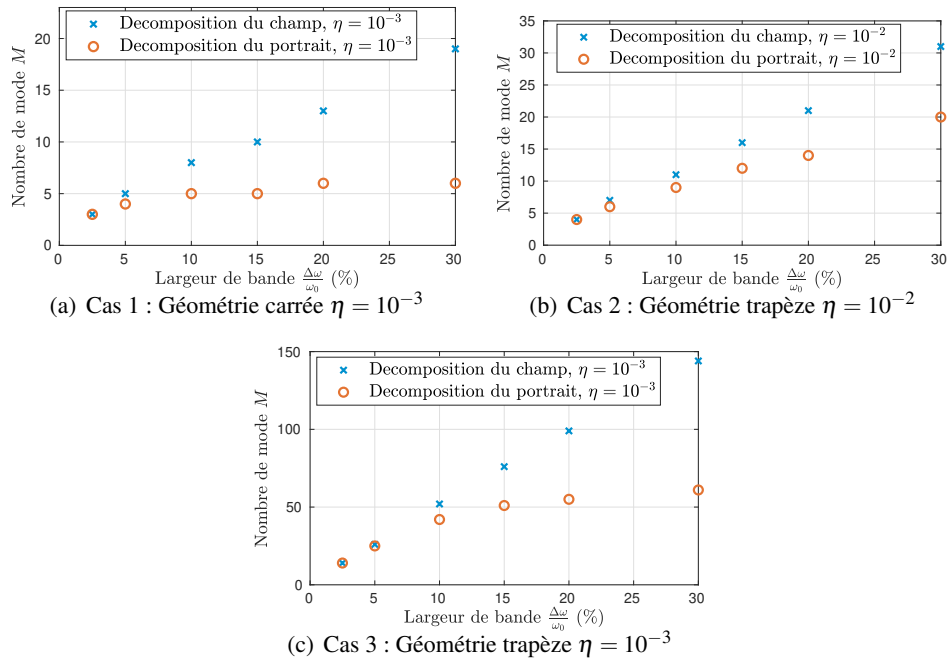 Decomposition du champ, η = 10⁻³
Decomposition du portrait, η = 10⁻³
Nombre de mode M
20
15
10
5
0
0 5 10 15 20 25 30
Largeur de bande Δω/ω₀ (%)
(a) Cas 1 : Géométrie carrée η = 10⁻³
Decomposition du champ, η = 10⁻²
Decomposition du portrait, η = 10⁻²
Nombre de mode M
35
30
25
20
15
10
5
0
0 5 10 15 20 25 30
Largeur de bande Δω/ω₀ (%)
(b) Cas 2 : Géométrie trapèze η = 10⁻²
Decomposition du champ, η = 10⁻³
Decomposition du portrait, η = 10⁻³
Nombre de mode M
150
100
50
0
0 5 10 15 20 25 30
Largeur de bande Δω/ω₀ (%)
(c) Cas 3 : Géométrie trapèze η = 10⁻³